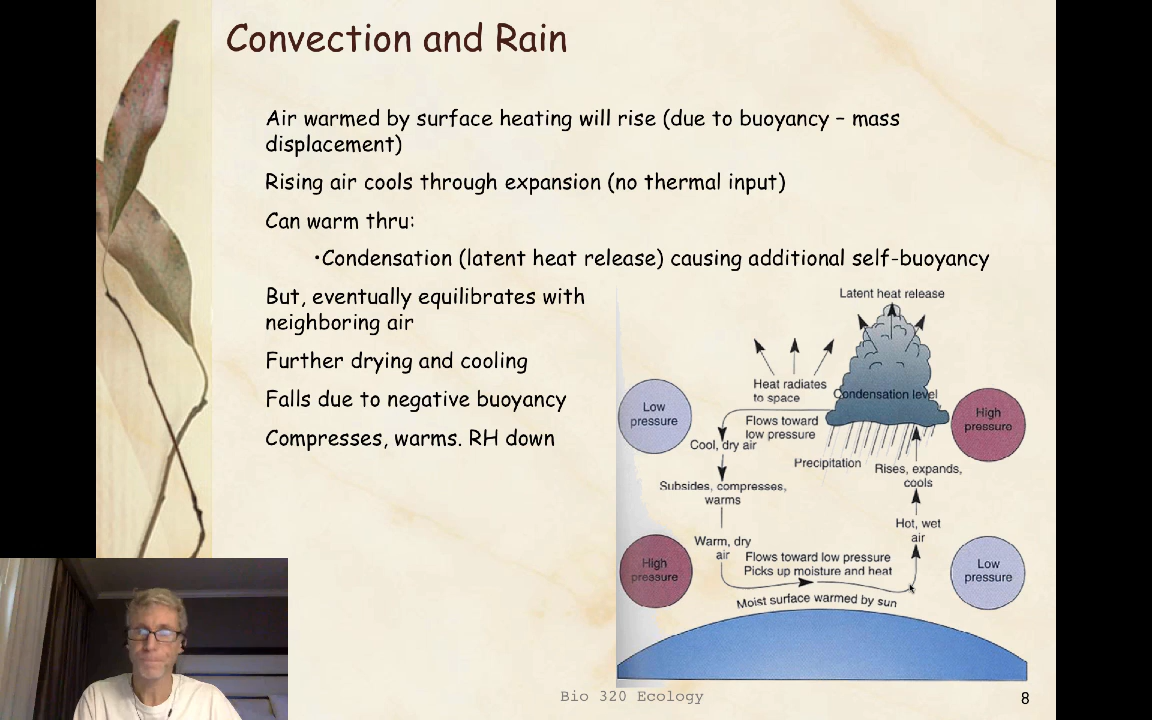 Convection and Rain
Air warmed by surface heating will rise (due to buoyancy – mass
displacement)
Rising air cools through expansion (no thermal input)
Can warm thru:
•Condensation (latent heat release) causing additional self-buoyancy
But, eventually equilibrates with
neighboring air
Further drying and cooling
Falls due to negative buoyancy
Compresses, warms. RH down
Latent heat release
Heat radiates
to space
Condensation level
Low
pressure
High
pressure
Flows toward
low pressure
Cool, dry air
Precipitation
Rises, expands,
cools
Subsides, compresses,
warms
Hot, wet
air
Warm, dry
air
Flows toward low pressure
Picks up moisture and heat
High
pressure
Low
pressure
Moist surface warmed by sun
Bio 320 Ecology
8